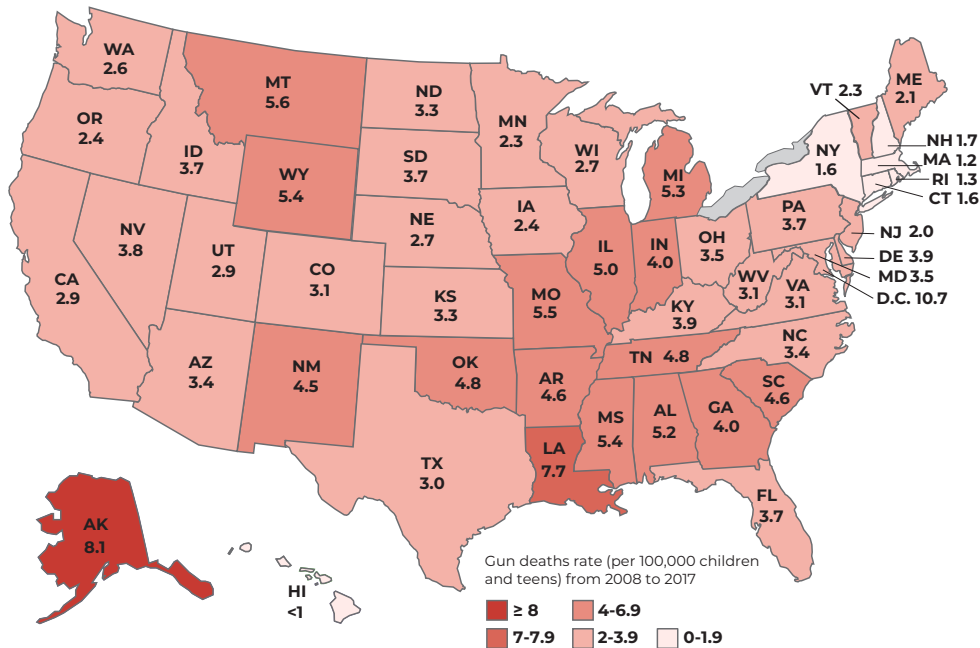 WA
2.6
MT
5.6
ND
3.3
MN
2.3
VT 2.3
ME
2.1
OR
2.4
ID
3.7
WY
5.4
SD
3.7
WI
2.7
MI
5.3
NY
1.6
NH 1.7
MA 1.2
RI 1.3
CT 1.6
NV
3.8
UT
2.9
CO
3.1
NE
2.7
IA
2.4
IL
5.0
IN
4.0
OH
3.5
PA
3.7
NJ 2.0
DE 3.9
MD 3.5
D.C. 10.7
CA
2.9
KS
3.3
MO
5.5
KY
3.9
WV
3.1
VA
3.1
NC
3.4
AZ
3.4
NM
4.5
OK
4.8
AR
4.6
TN 4.8
SC
4.6
MS
5.4
AL
5.2
GA
4.0
TX
3.0
LA
7.7
FL
3.7
AK
8.1
HI
<1
Gun deaths rate (per 100,000 children
and teens) from 2008 to 2017
≥ 8
4-6.9
7-7.9
2-3.9
0-1.9